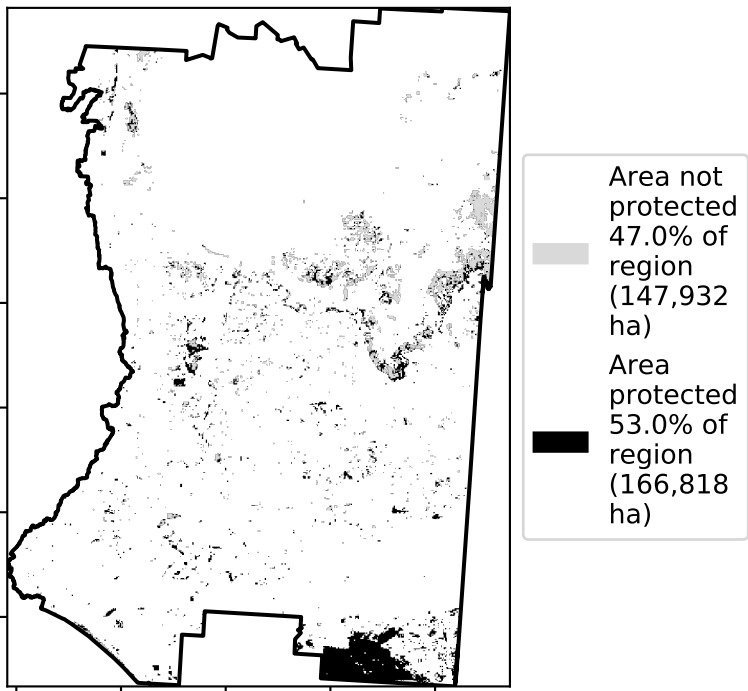 Area not
protected
47.0% of
region
(147,932
ha)
Area
protected
53.0% of
region
(166,818
ha)